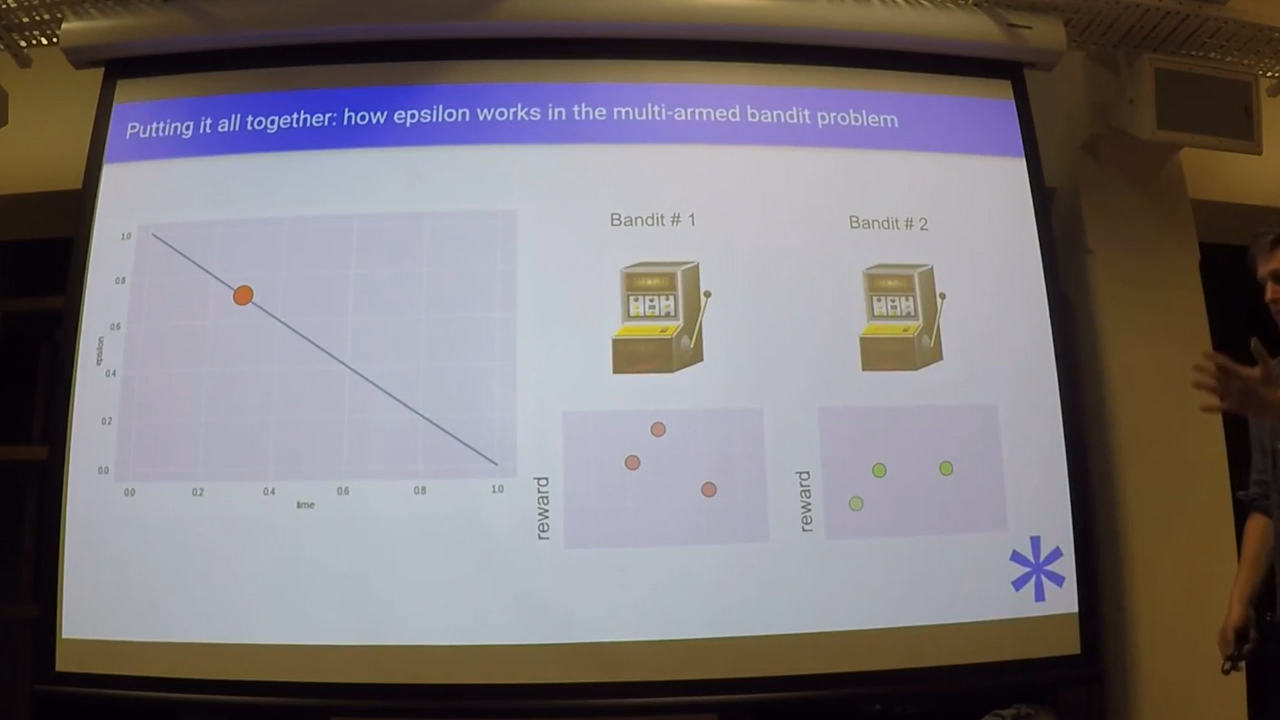 Putting it all together: how epsilon works in the multi-armed bandit problem
Bandit # 1
Bandit # 2
1.0
0.8
0.6
0.4
0.2
0.0
epsilon
0.0 0.2 0.4 0.6 0.8 1.0
time
reward
reward